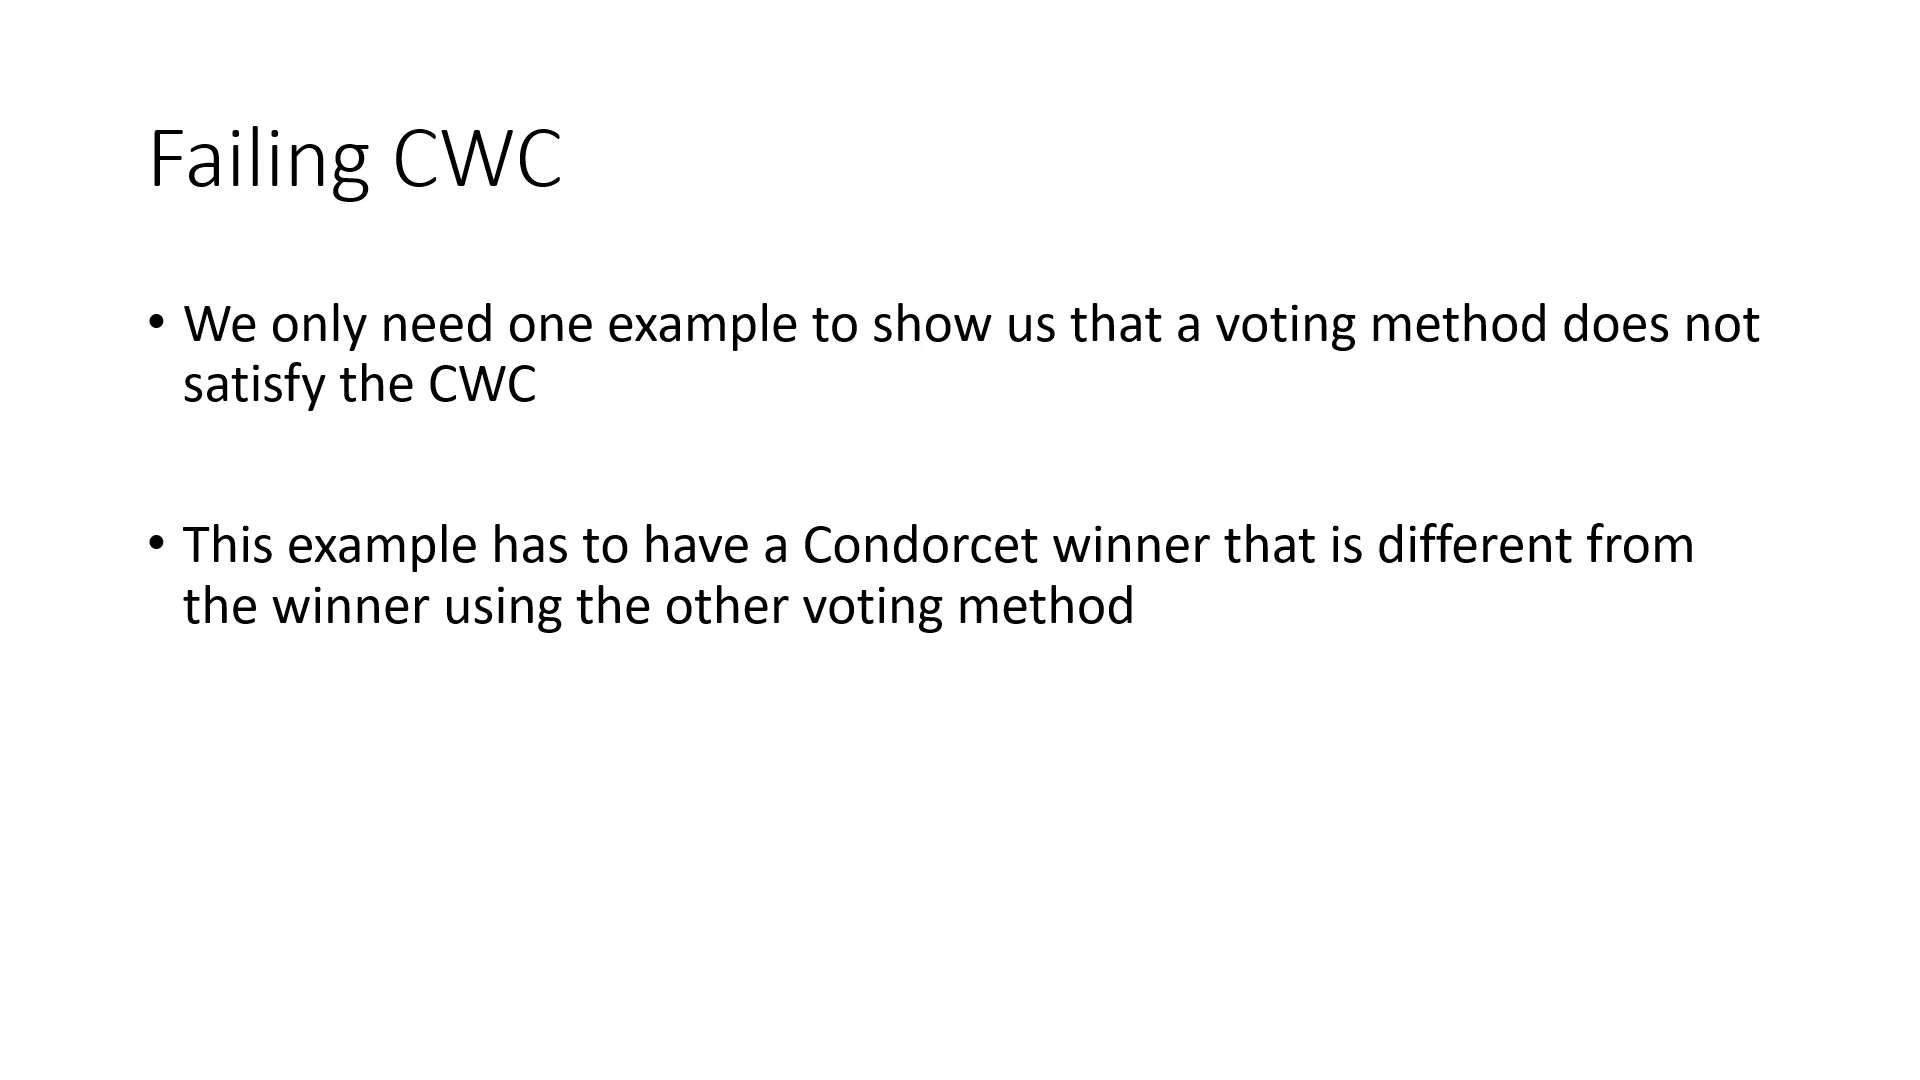 Failing CWC
• We only need one example to show us that a voting method does not
satisfy the CWC
• This example has to have a Condorcet winner that is different from
the winner using the other voting method